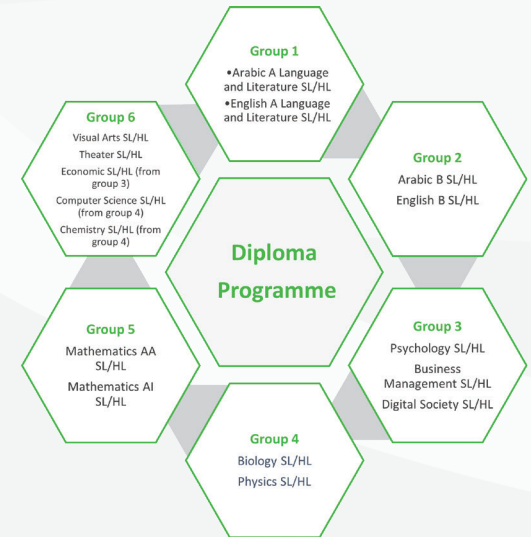 Group 1
•Arabic A Language
and Literature SL/HL
•English A Language
and Literature SL/HL
Group 2
Arabic B SL/HL
English B SL/HL
Group 3
Psychology SL/HL
Business
Management SL/HL
Digital Society SL/HL
Group 4
Biology SL/HL
Physics SL/HL
Group 5
Mathematics AA
SL/HL
Mathematics AI
SL/HL
Group 6
Visual Arts SL/HL
Theater SL/HL
Economic SL/HL (from
group 3)
Computer Science SL/HL
(from group 4)
Chemistry SL/HL (from
group 4)
Diploma
Programme